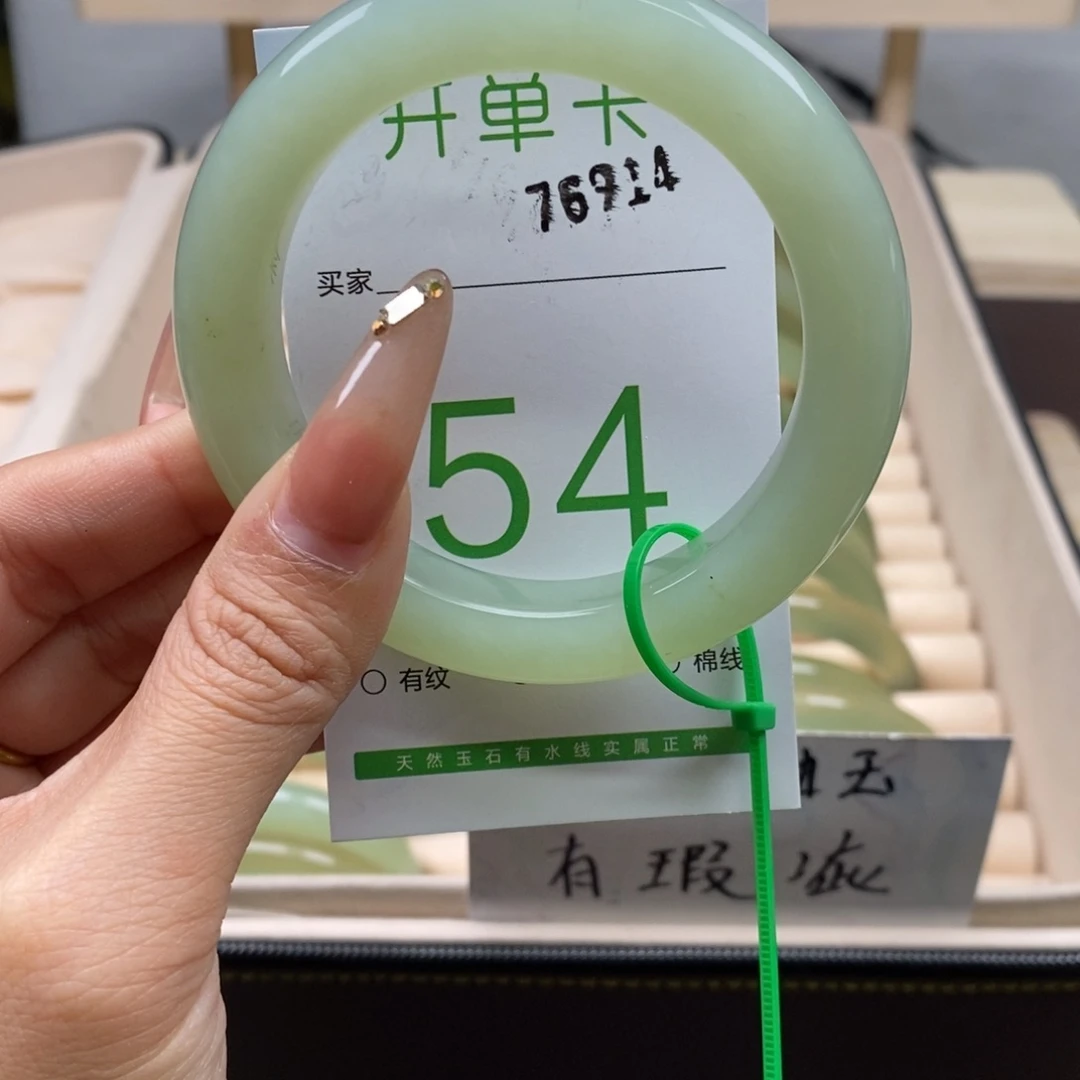 开单卡
76914
买家
54
有纹
棉线
天然玉石有水线实属正常
玉
有瑕疵